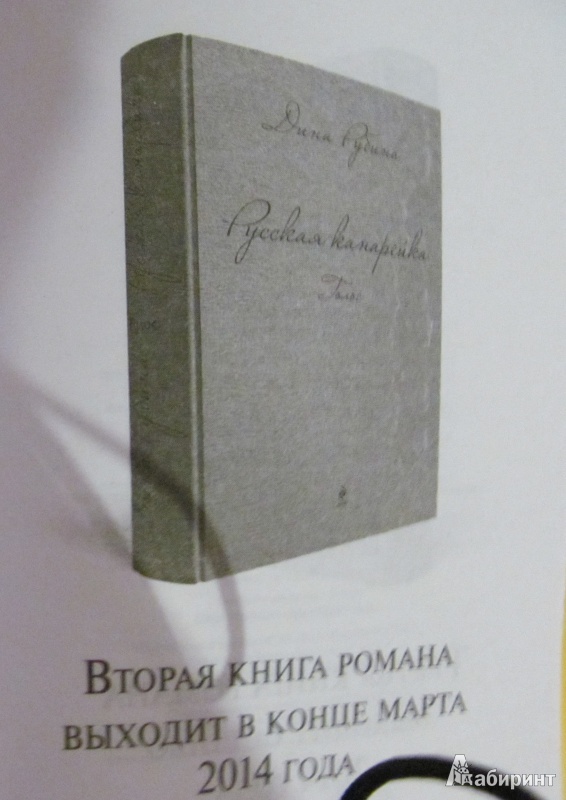 Дина Рубина
Русская канарейка
Голос
Вторая книга романа
выходит в конце марта
2014 года
Лабиринт